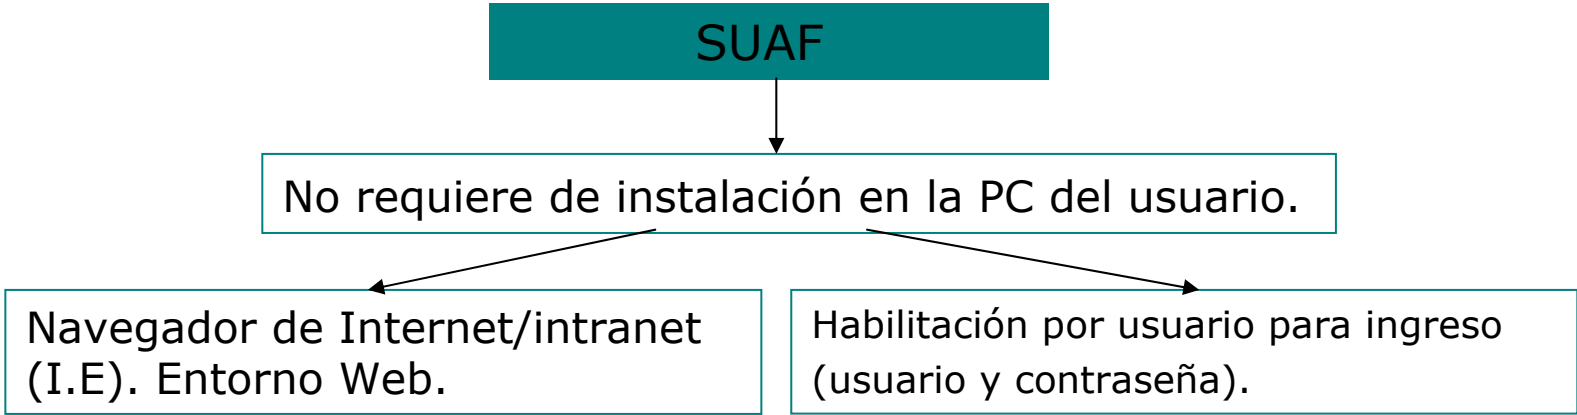 SUAF
No requiere de instalación en la PC del usuario.
Navegador de Internet/intranet
(I.E). Entorno Web.
Habilitación por usuario para ingreso
(usuario y contraseña).